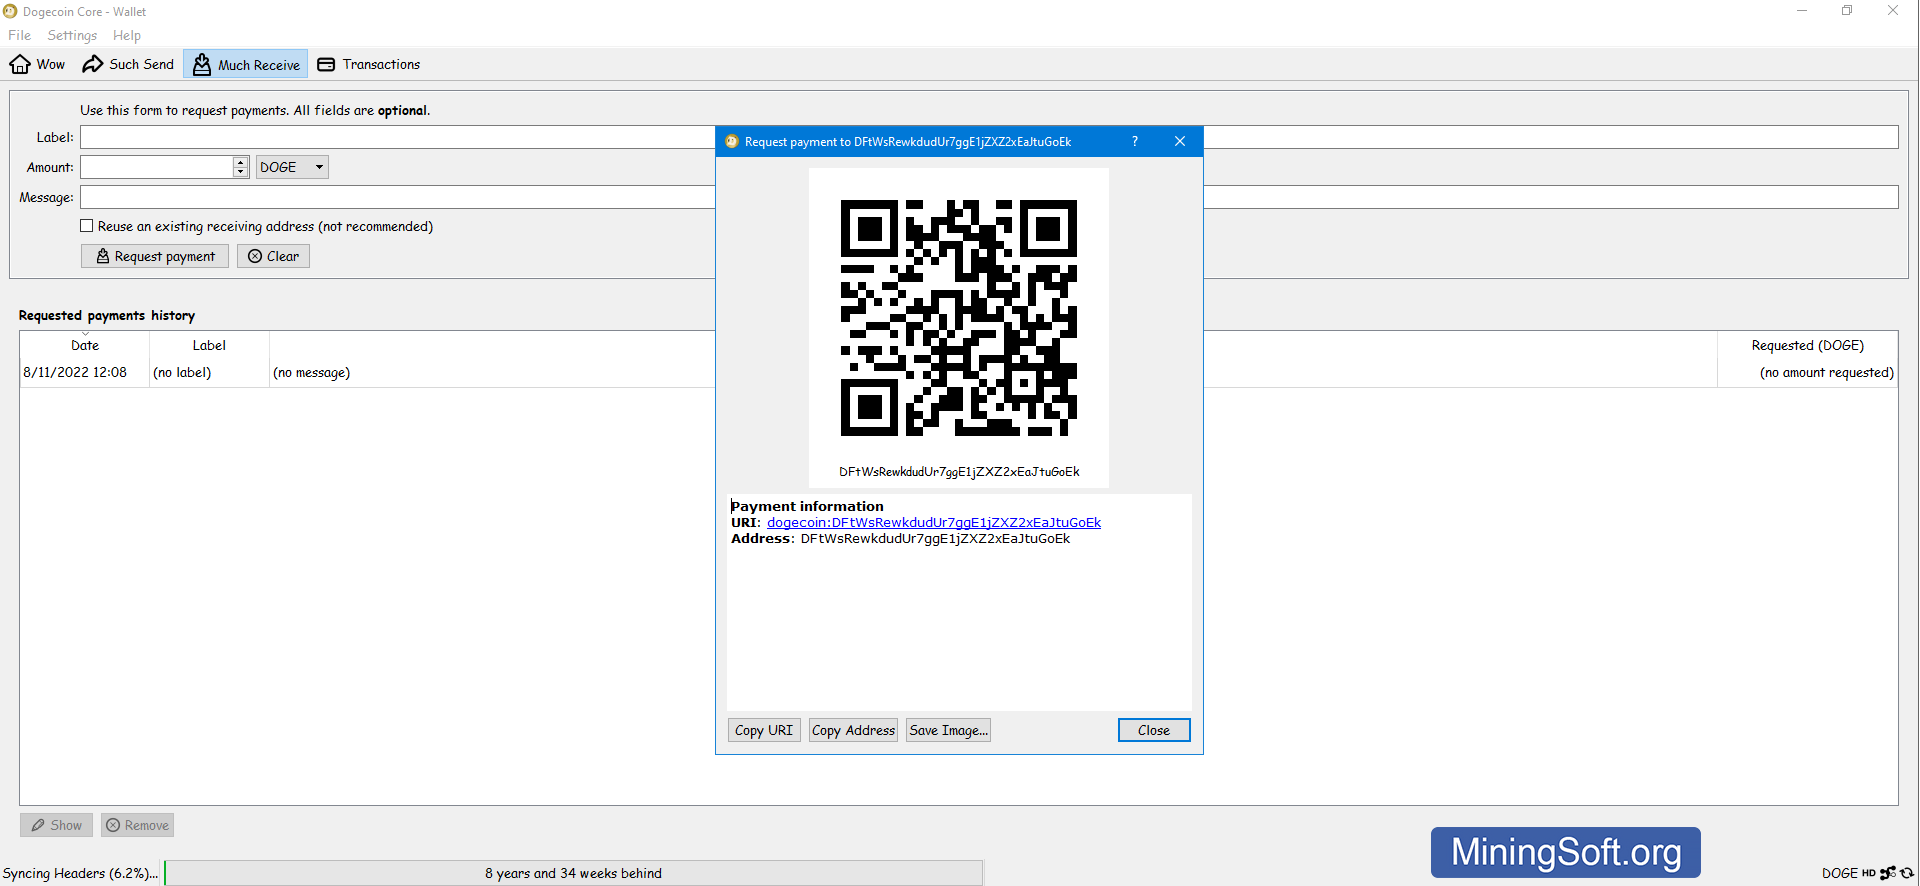 Dogecoin Core - Wallet
File Settings Help
Wow Such Send Much Receive Transactions
Use this form to request payments. All fields are optional.
Label:
Amount: DOGE
Message:
Reuse an existing receiving address (not recommended)
Request payment Clear
Requested payments history
Date Label Requested (DOGE)
8/11/2022 12:08 (no label) (no message) (no amount requested)
Request payment to DFtWsRewkdudUr7ggE1jZXZ2xEaJtuGoEk ?
DFtWsRewkdudUr7ggE1jZXZ2xEaJtuGoEk
Payment information
URI: dogecoin:DFtWsRewkdudUr7ggE1jZXZ2xEaJtuGoEk
Address: DFtWsRewkdudUr7ggE1jZXZ2xEaJtuGoEk
Copy URI Copy Address Save Image... Close
Show Remove
MiningSoft.org
Syncing Headers (6.2%)... 8 years and 34 weeks behind DOGE HD